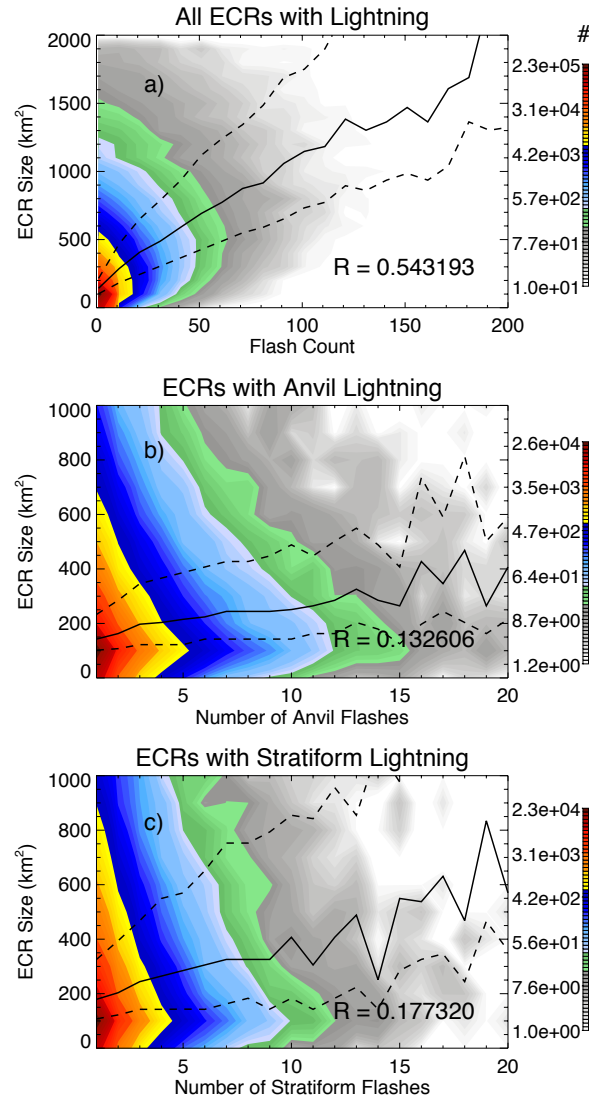 All ECRs with Lightning
#
2000
1500
1000
500
0
ECR Size (km²)
a)
R = 0.543193
0 50 100 150 200
Flash Count
2.3e+05
3.1e+04
4.2e+03
5.7e+02
7.7e+01
1.0e+01
ECRs with Anvil Lightning
1000
800
600
400
200
0
ECR Size (km²)
b)
R = 0.132606
5 10 15 20
Number of Anvil Flashes
2.6e+04
3.5e+03
4.7e+02
6.4e+01
8.7e+00
1.2e+00
ECRs with Stratiform Lightning
1000
800
600
400
200
0
ECR Size (km²)
c)
R = 0.177320
5 10 15 20
Number of Stratiform Flashes
2.3e+04
3.1e+03
4.2e+02
5.6e+01
7.6e+00
1.0e+00